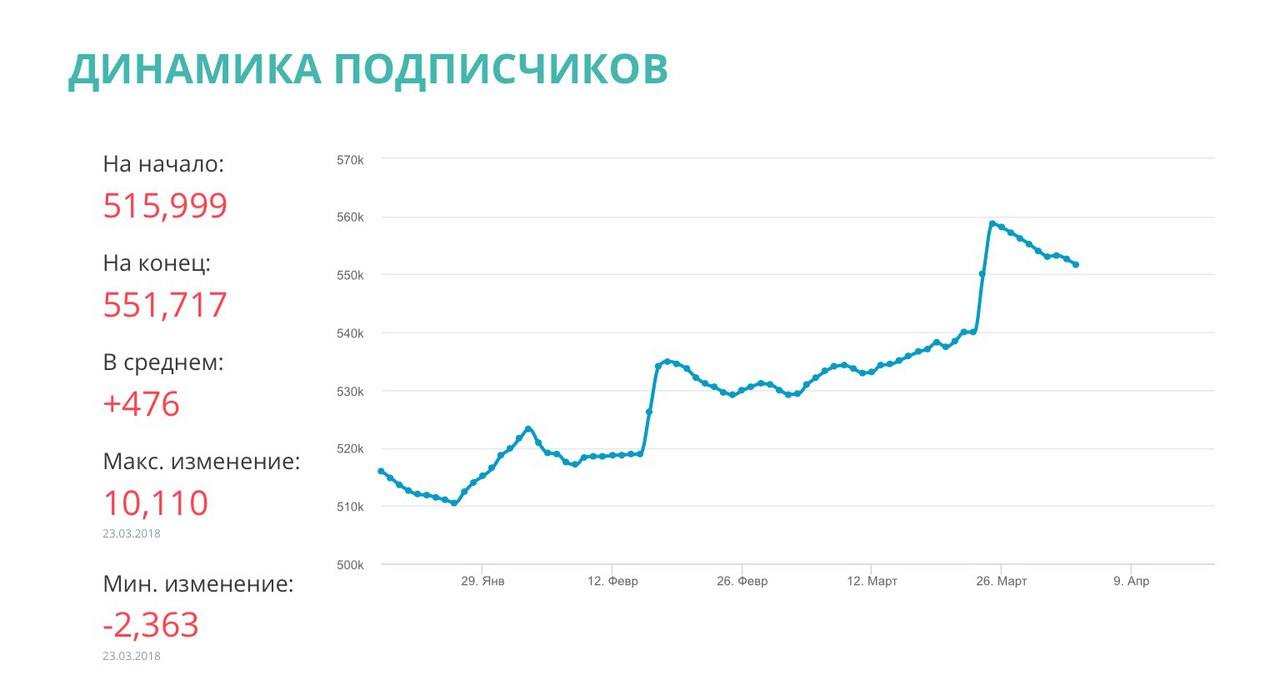 ДИНАМИКА ПОДПИСЧИКОВ
На начало:
515,999
На конец:
551,717
В среднем:
+476
Макс. изменение:
10,110
23.03.2018
Мин. изменение:
-2,363
23.03.2018
570k
560k
550k
540k
530k
520k
510k
500k
29. Янв
12. Февр
26. Февр
12. Март
26. Март
9. Апр